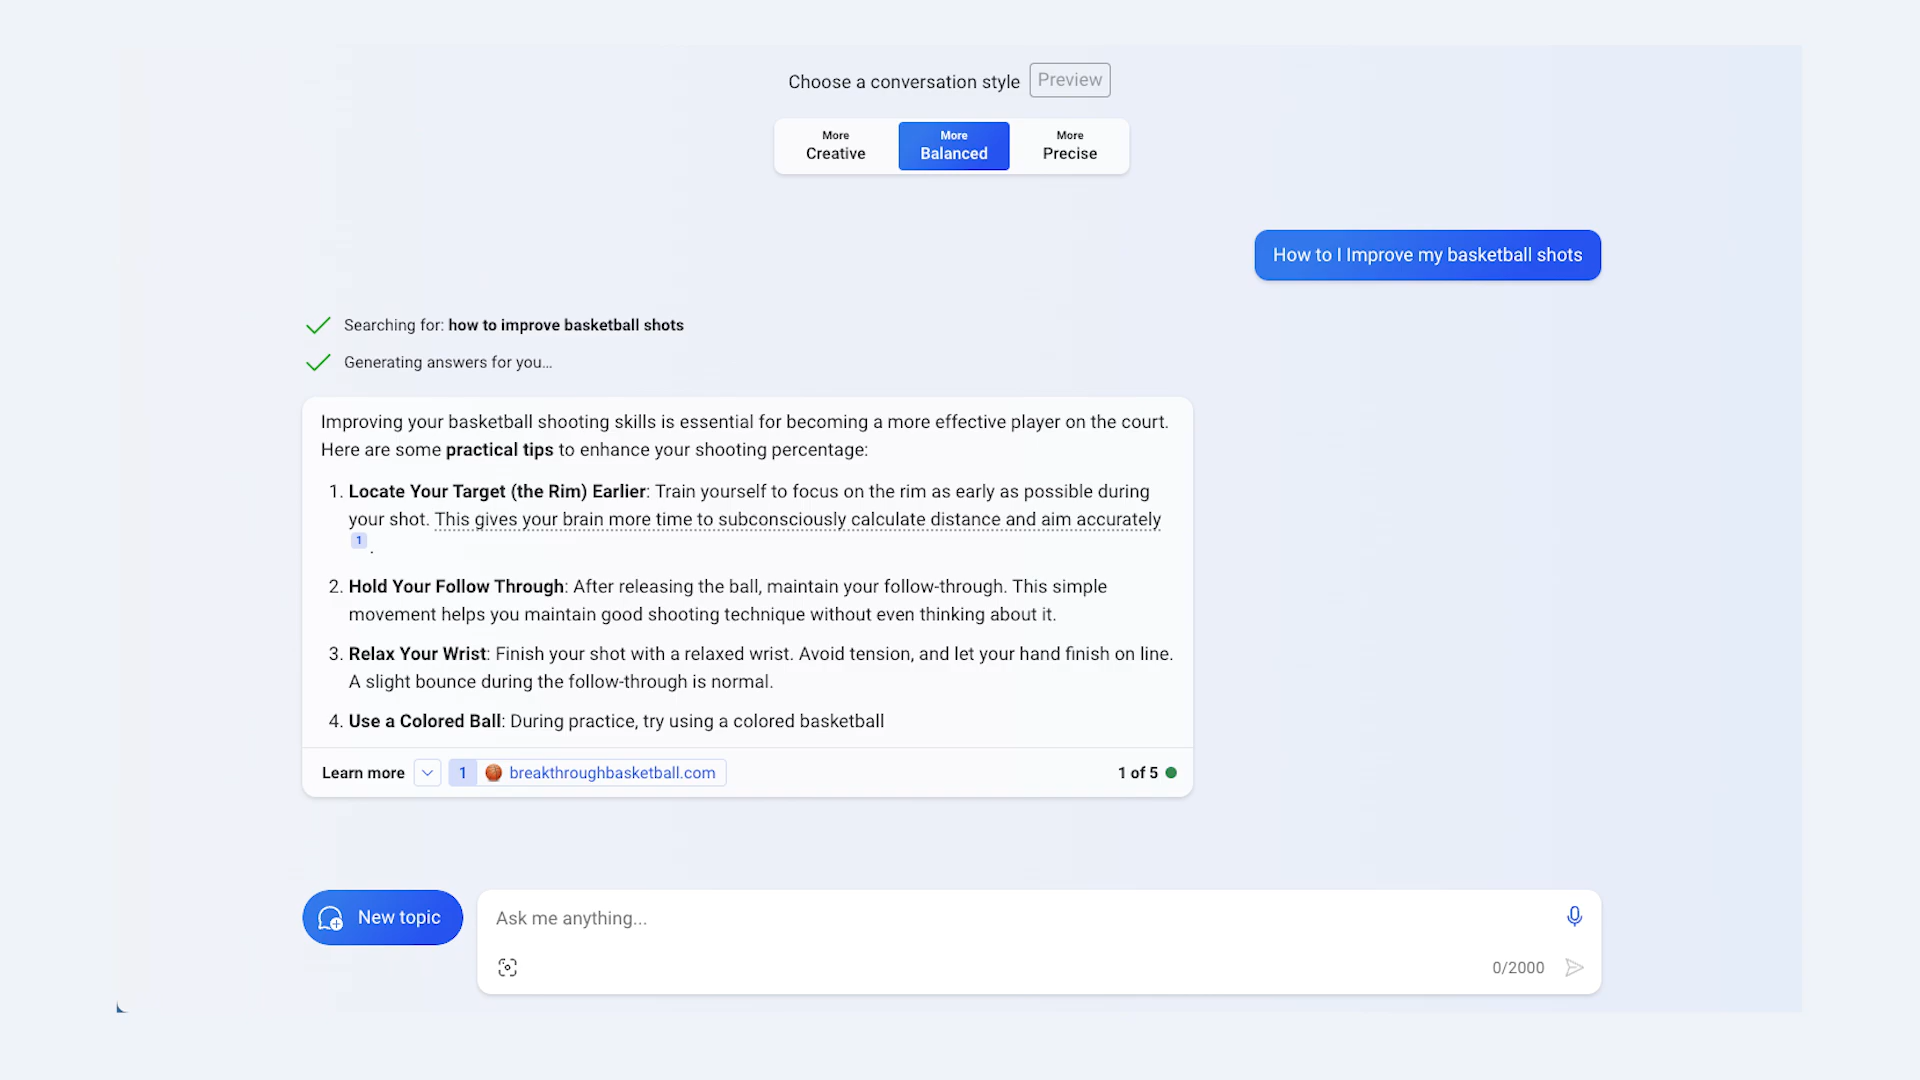 Choose a conversation style Preview
More
Creative
More
Balanced
More
Precise
How to I Improve my basketball shots
Searching for: how to improve basketball shots
Generating answers for you...
Improving your basketball shooting skills is essential for becoming a more effective player on the court.
Here are some practical tips to enhance your shooting percentage:
1. Locate Your Target (the Rim) Earlier: Train yourself to focus on the rim as early as possible during
your shot. This gives your brain more time to subconsciously calculate distance and aim accurately
1 .
2. Hold Your Follow Through: After releasing the ball, maintain your follow-through. This simple
movement helps you maintain good shooting technique without even thinking about it.
3. Relax Your Wrist: Finish your shot with a relaxed wrist. Avoid tension, and let your hand finish on line.
A slight bounce during the follow-through is normal.
4. Use a Colored Ball: During practice, try using a colored basketball
Learn more 1 breakthroughbasketball.com 1 of 5
New topic
Ask me anything...
0/2000